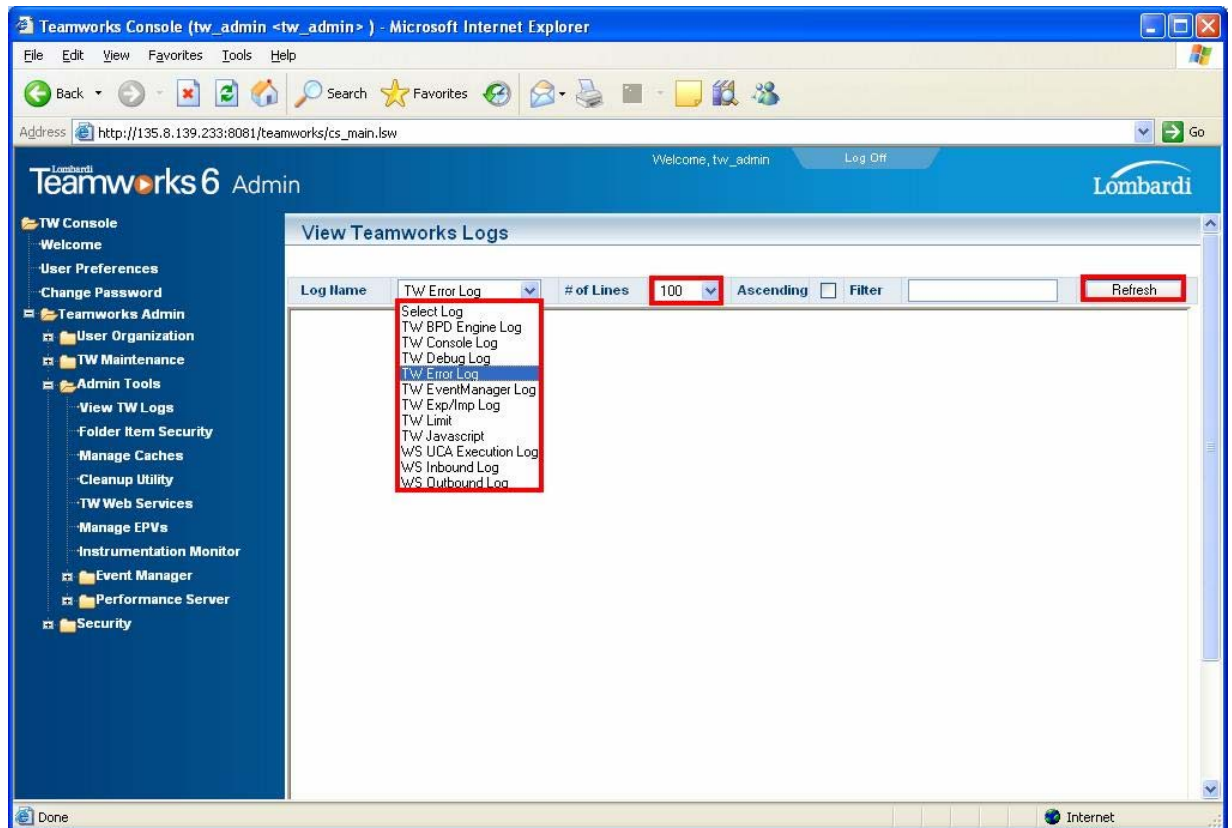 Teamworks Console (tw_admin <tw_admin> ) - Microsoft Internet Explorer
File Edit View Favorites Tools Help
Back Search Favorites
Address http://135.8.139.233:8081/teamworks/cs_main.lsw Go
Welcome, tw_admin Log Off
Lombardi
Teamworks 6 Admin
Lombardi
TW Console
Welcome
User Preferences
Change Password
Teamworks Admin
User Organization
TW Maintenance
Admin Tools
View TW Logs
Folder Item Security
Manage Caches
Cleanup Utility
TW Web Services
Manage EPVs
Instrumentation Monitor
Event Manager
Performance Server
Security
View Teamworks Logs
Log Name TW Error Log # of Lines 100 Ascending Filter Refresh
Select Log
TW BPD Engine Log
TW Console Log
TW Debug Log
TW Error Log
TW EventManager Log
TW Exp/Imp Log
TW Limit
TW Javascript
WS UCA Execution Log
WS Inbound Log
WS Outbound Log
Done Internet